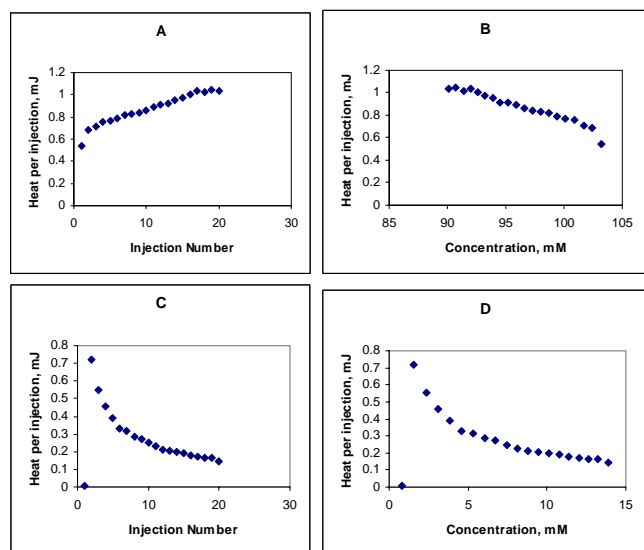 A
Heat per injection, mJ
1.2
1
0.8
0.6
0.4
0.2
0
0 10 20 30
Injection Number
B
Heat per injection, mJ
1.2
1
0.8
0.6
0.4
0.2
0
85 90 95 100 105
Concentration, mM
C
Heat per injection, mJ
0.8
0.7
0.6
0.5
0.4
0.3
0.2
0.1
0
0 10 20 30
Injection Number
D
Heat per injection, mJ
0.8
0.7
0.6
0.5
0.4
0.3
0.2
0.1
0
0 5 10 15
Concentration, mM